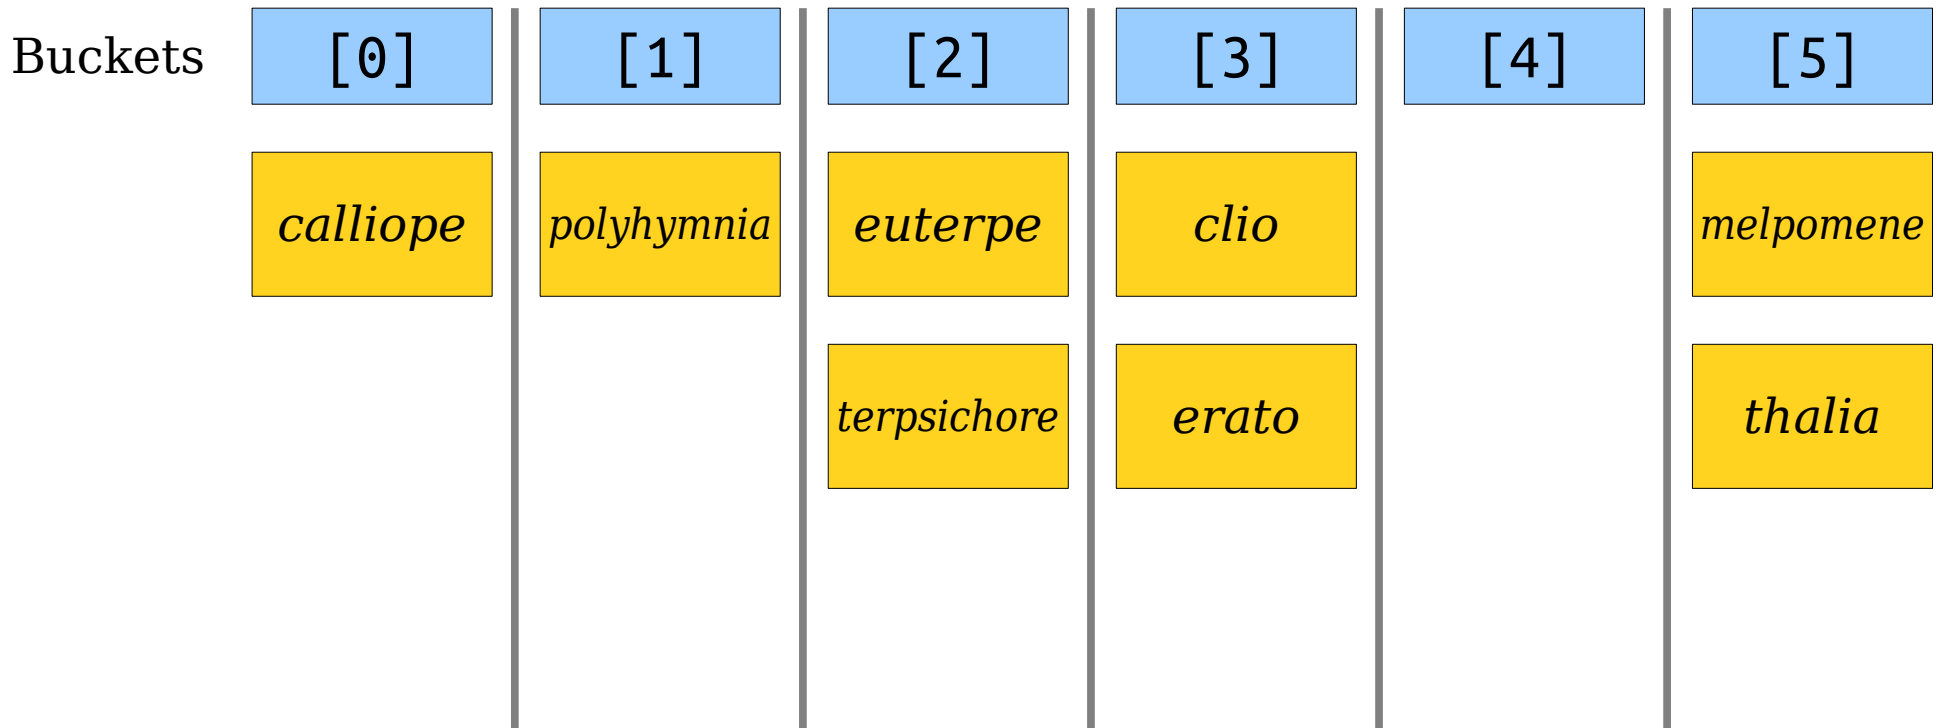 Buckets [0] [1] [2] [3] [4] [5]
calliope polyhymnia euterpe clio melpomene
terpsichore erato thalia